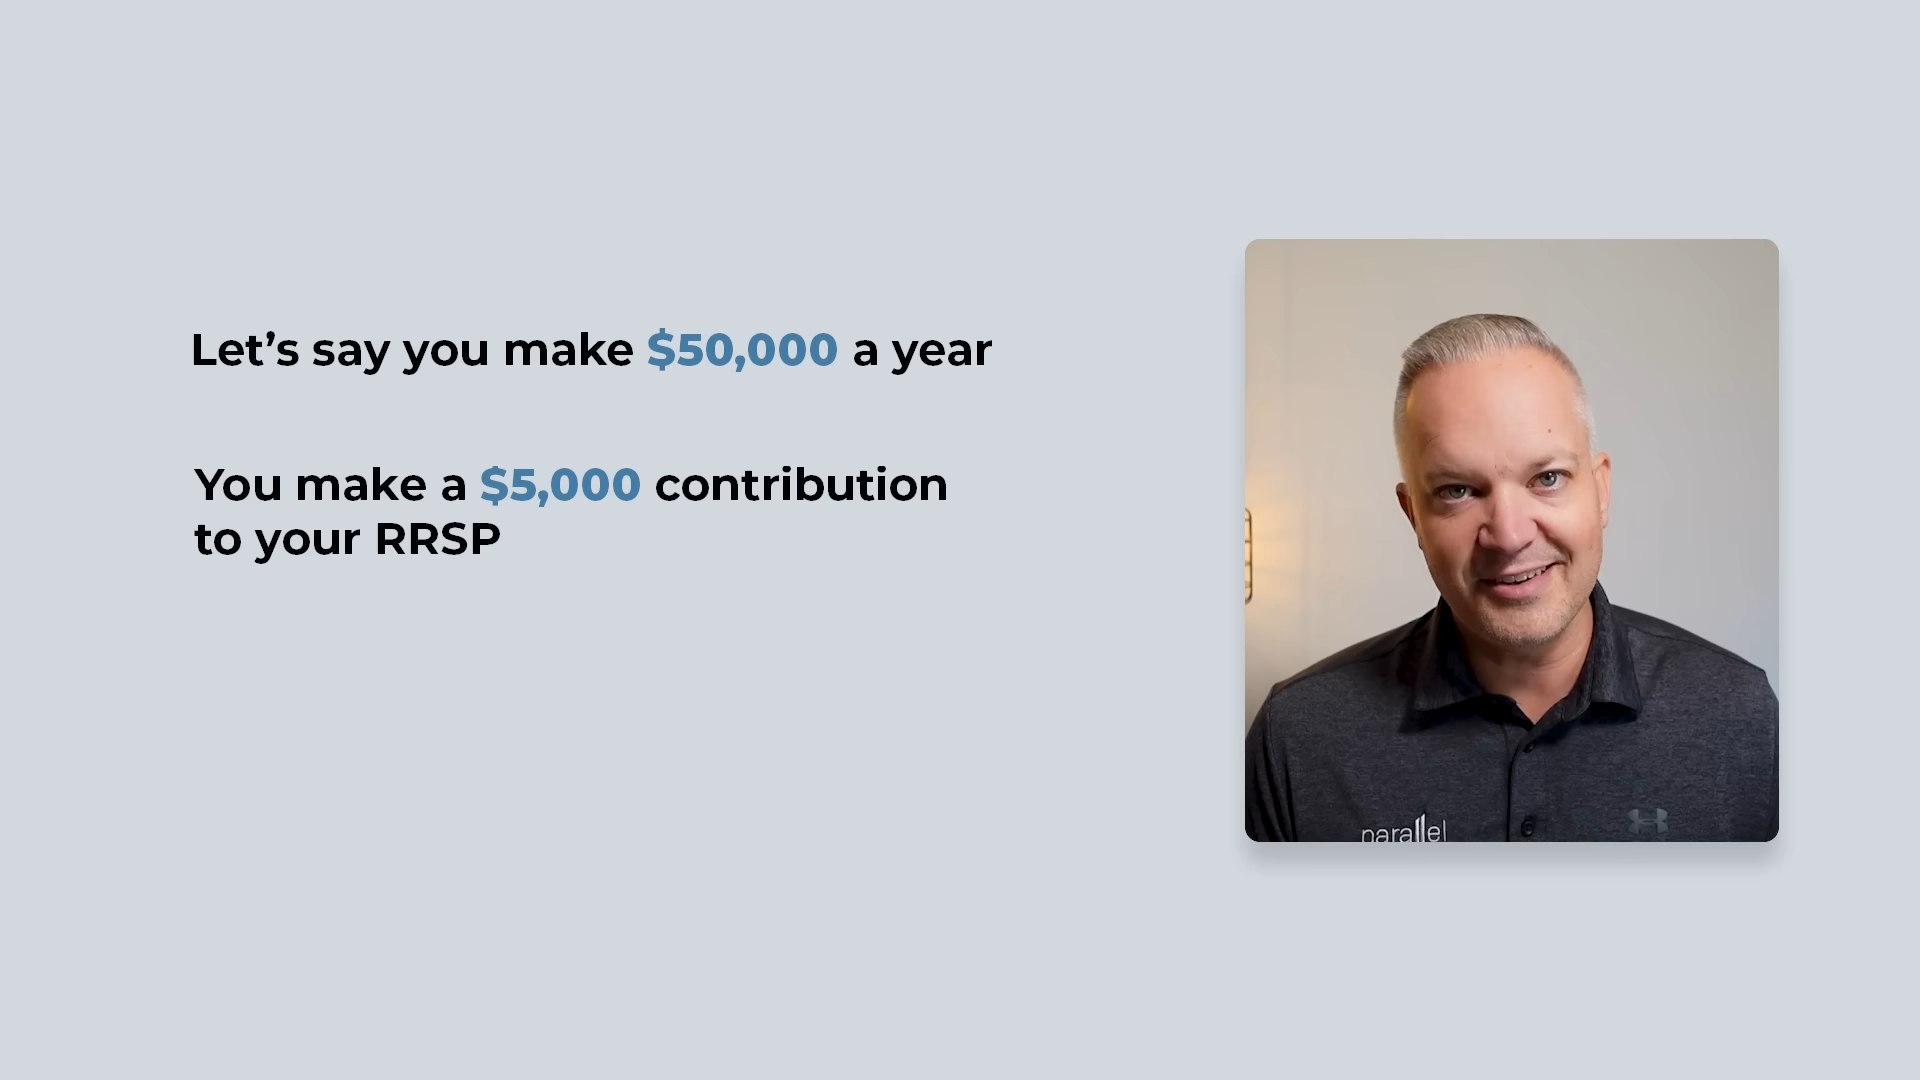 Let’s say you make $50,000 a year
You make a $5,000 contribution
to your RRSP
parallel